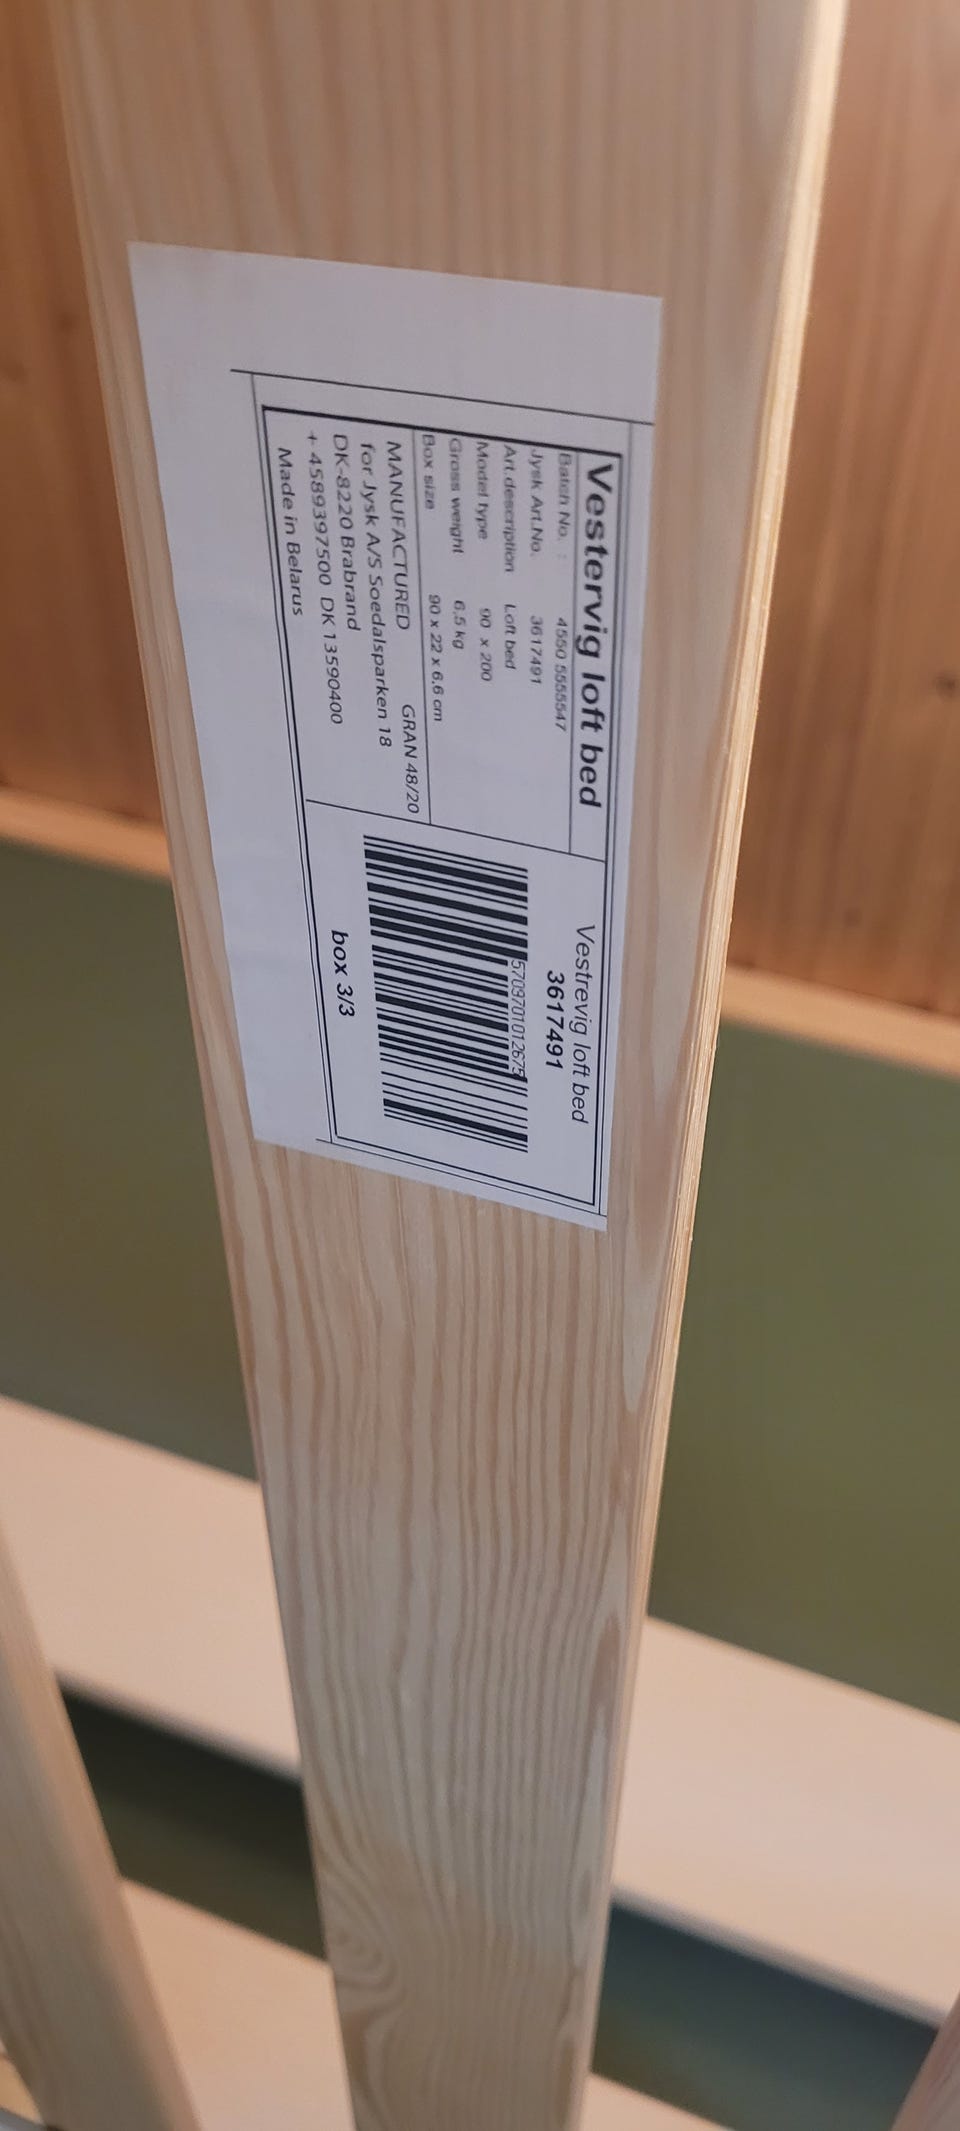 Vestervig loft bed
Batch No. : 4550 5555547
Jysk Art.No. 3617491
Art.description Loft bed
Model type 90 x 200
Gross weight 6,5 kg
Box size 90 x 22 x 6,6 cm
MANUFACTURED GRAN 48/20
for Jysk A/S Soedalsparken 18
DK-8220 Brabrand
+ 4589397500 DK 13590400
Made in Belarus
Vestrevig loft bed
3617491
5709701012675
box 3/3